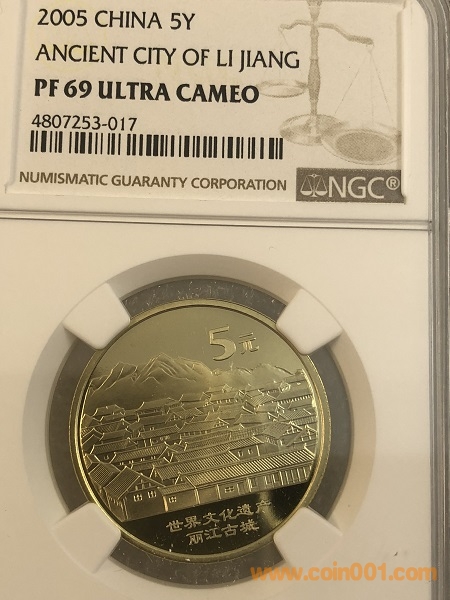 2005 CHINA 5Y
ANCIENT CITY OF LI JIANG
PF 69 ULTRA CAMEO
4807253-017
NUMISMATIC GUARANTY CORPORATION
NGC®
5元
世界文化遗产
丽江古城
www.coin001.com